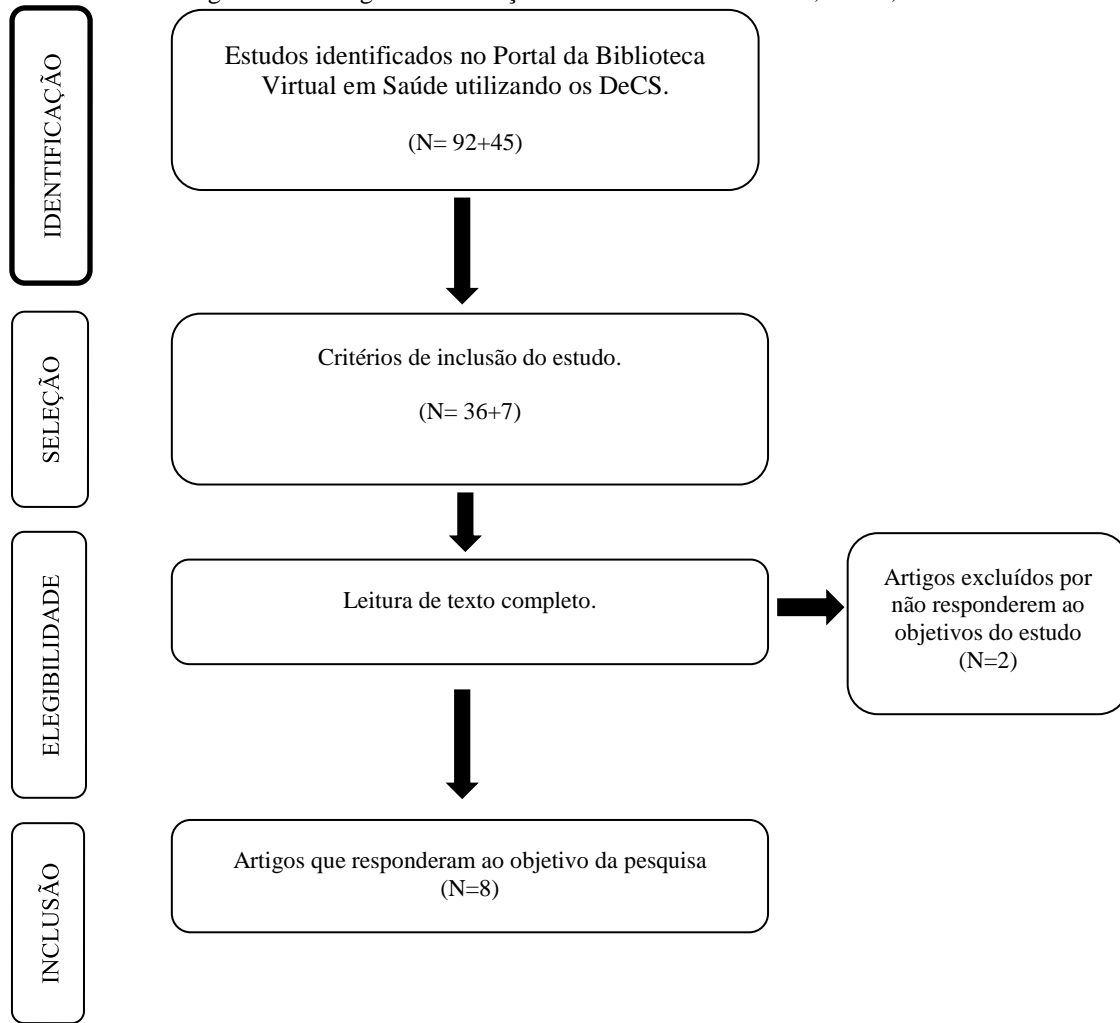 IDENTIFICAÇÃO
Estudos identificados no Portal da Biblioteca
Virtual em Saúde utilizando os DeCS.
(N= 92+45)
SELEÇÃO
Critérios de inclusão do estudo.
(N= 36+7)
ELEGIBILIDADE
Leitura de texto completo.
Artigos excluídos por
não responderem ao
objetivos do estudo
(N=2)
INCLUSÃO
Artigos que responderam ao objetivo da pesquisa
(N=8)